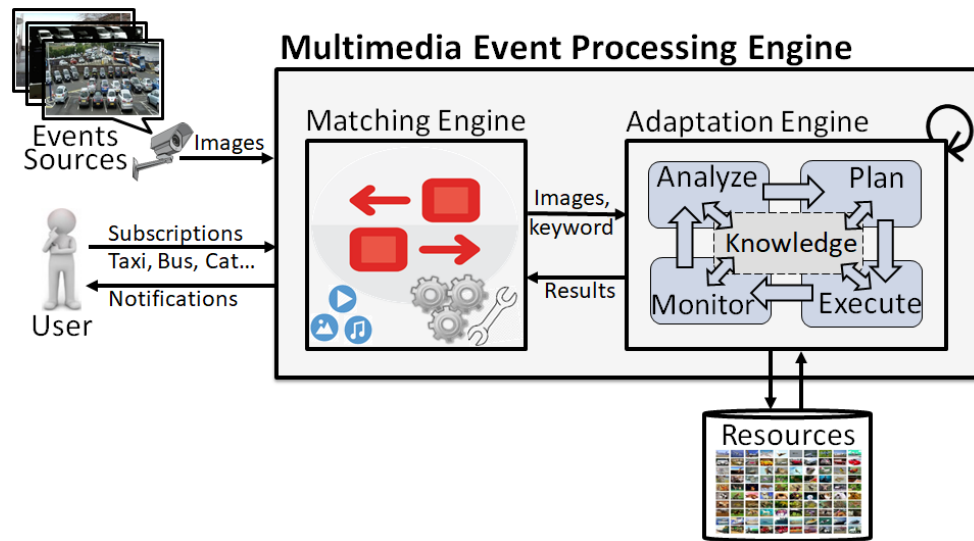 Multimedia Event Processing Engine
Events
Sources
Images
Matching Engine
Adaptation Engine
Analyze
Plan
Images,
keyword
Knowledge
Subscriptions
Taxi, Bus, Cat...
Notifications
User
Results
Monitor
Execute
Resources